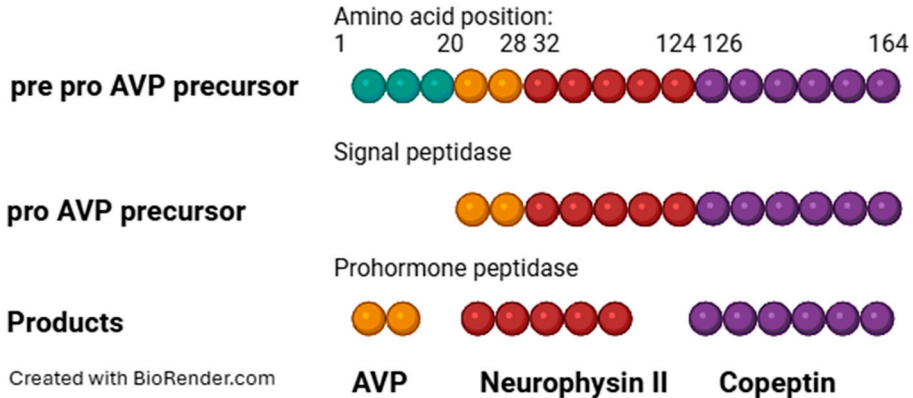 Amino acid position:
1 20 28 32 124 126 164
pre pro AVP precursor
Signal peptidase
pro AVP precursor
Prohormone peptidase
Products
Created with BioRender.com
AVP Neurophysin II Copeptin